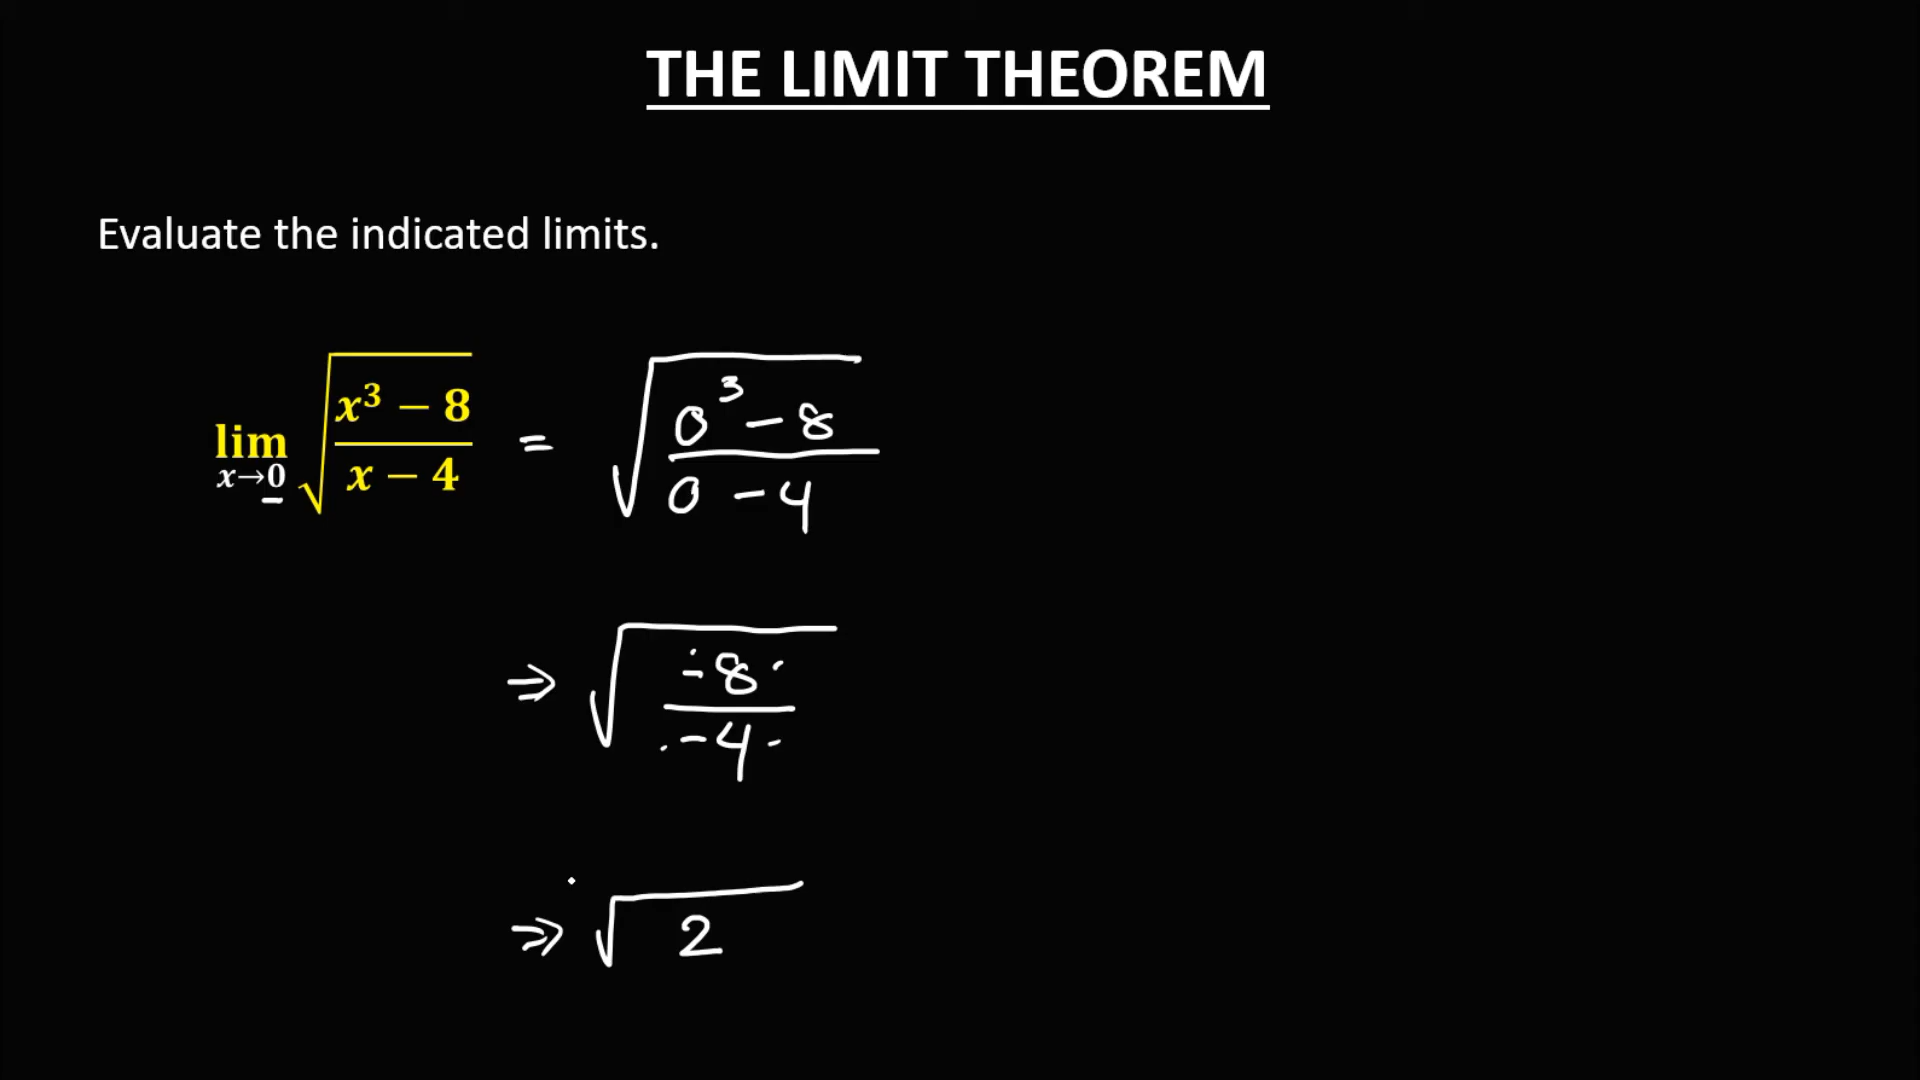 THE LIMIT THEOREM
Evaluate the indicated limits.
lim x→0 √((x³ − 8)/(x − 4)) = √((0³ − 8)/(0 − 4))
⇒ √(−8/−4)
⇒ √2